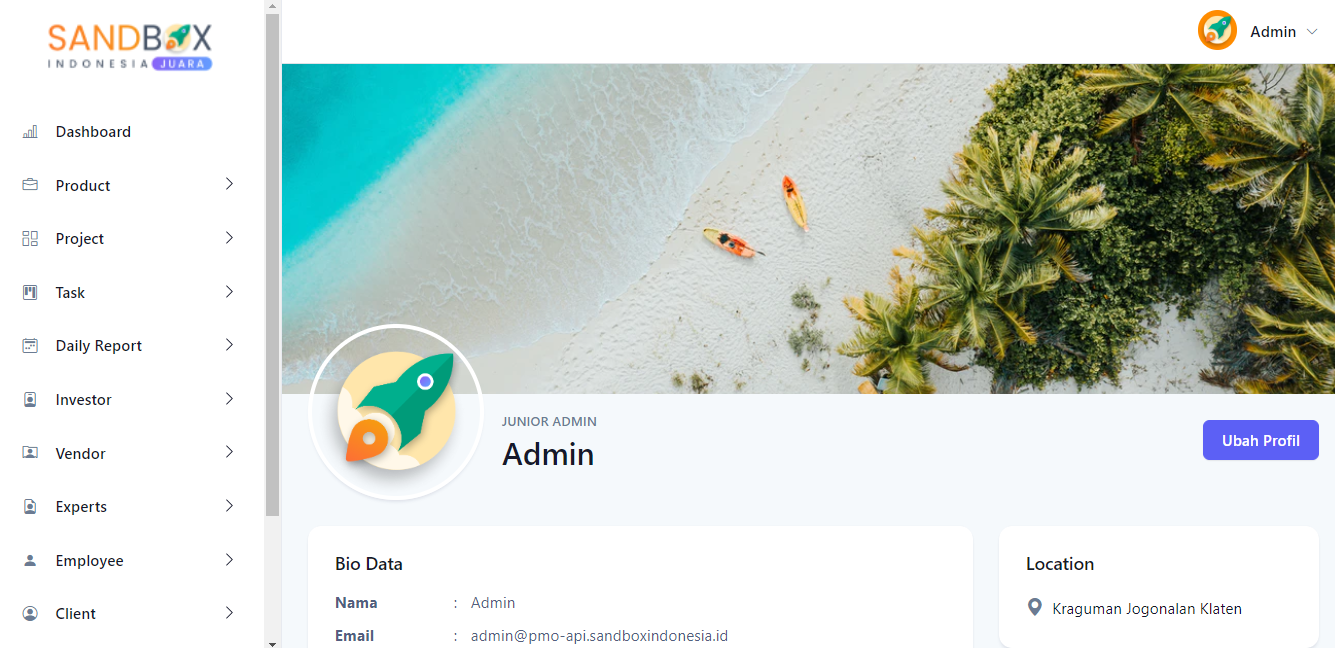 SANDBOX
INDONESIA JUARA
Dashboard
Product
Project
Task
Daily Report
Investor
Vendor
Experts
Employee
Client
Admin
JUNIOR ADMIN
Admin
Ubah Profil
Bio Data
Nama : Admin
Email : admin@pmo-api.sandboxindonesia.id
Location
Kraguman Jogonalan Klaten